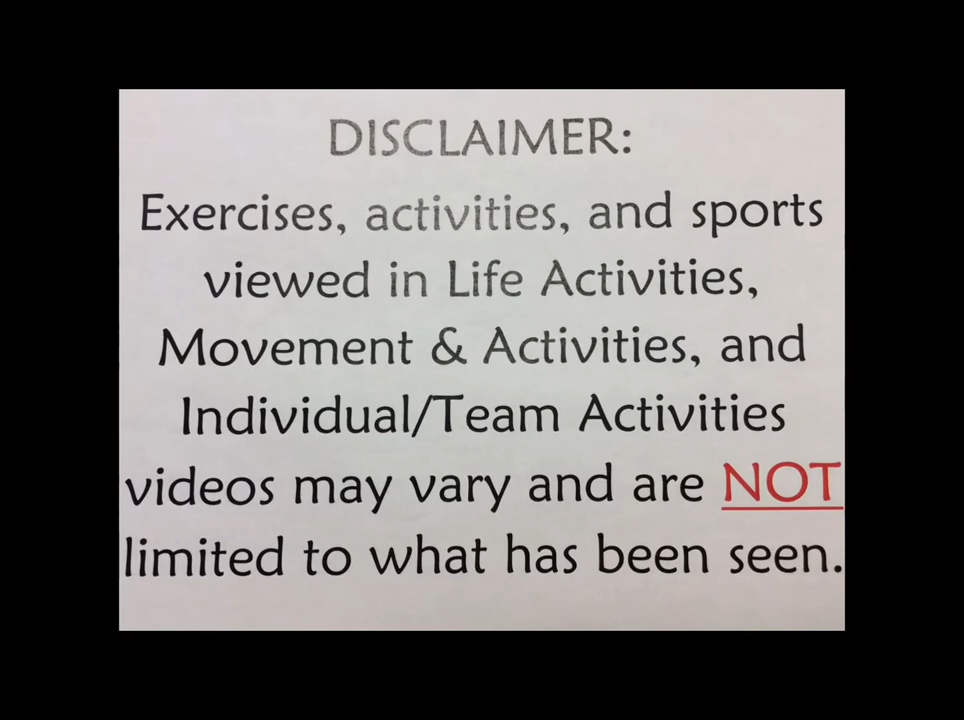 DISCLAIMER:
Exercises, activities, and sports
viewed in Life Activities,
Movement & Activities, and
Individual/Team Activities
videos may vary and are NOT
limited to what has been seen.